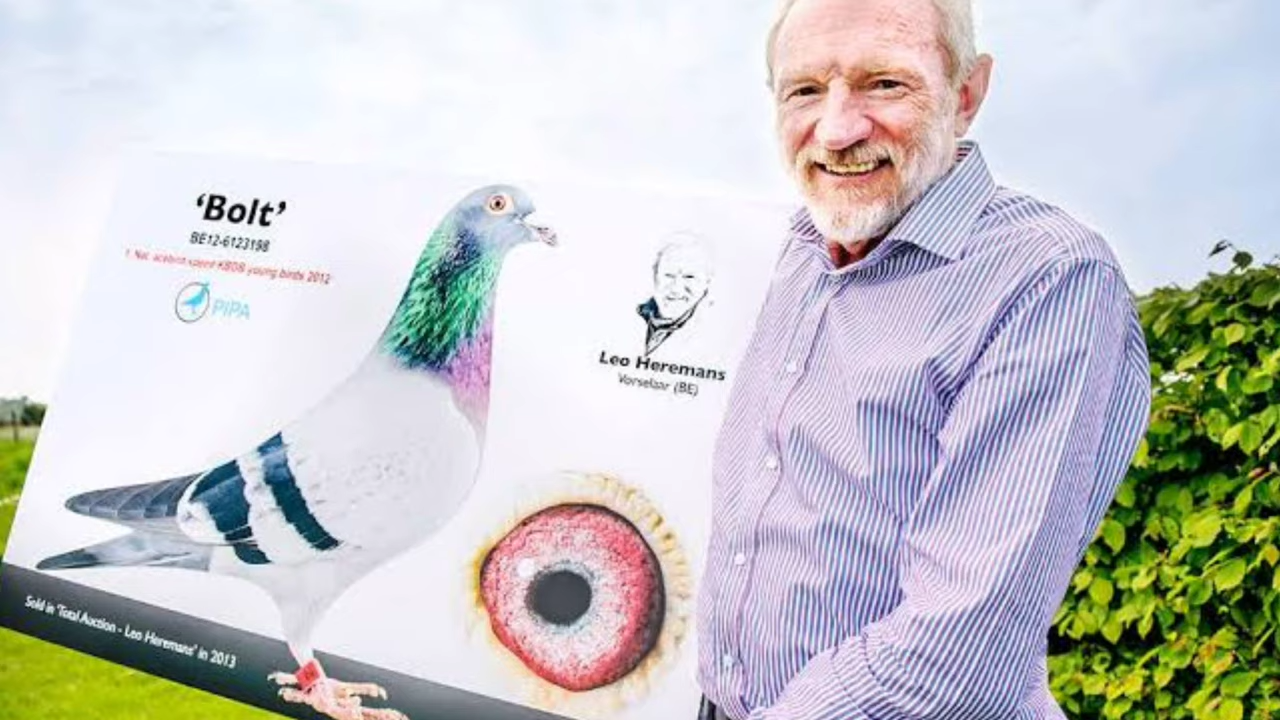 'Bolt'
BE12-6123198
1. Nat. acebird speed KBDB young birds 2012
PIPA
Leo Heremans
Vorselaar (BE)
Sold in 'Total Auction - Leo Heremans' in 2013